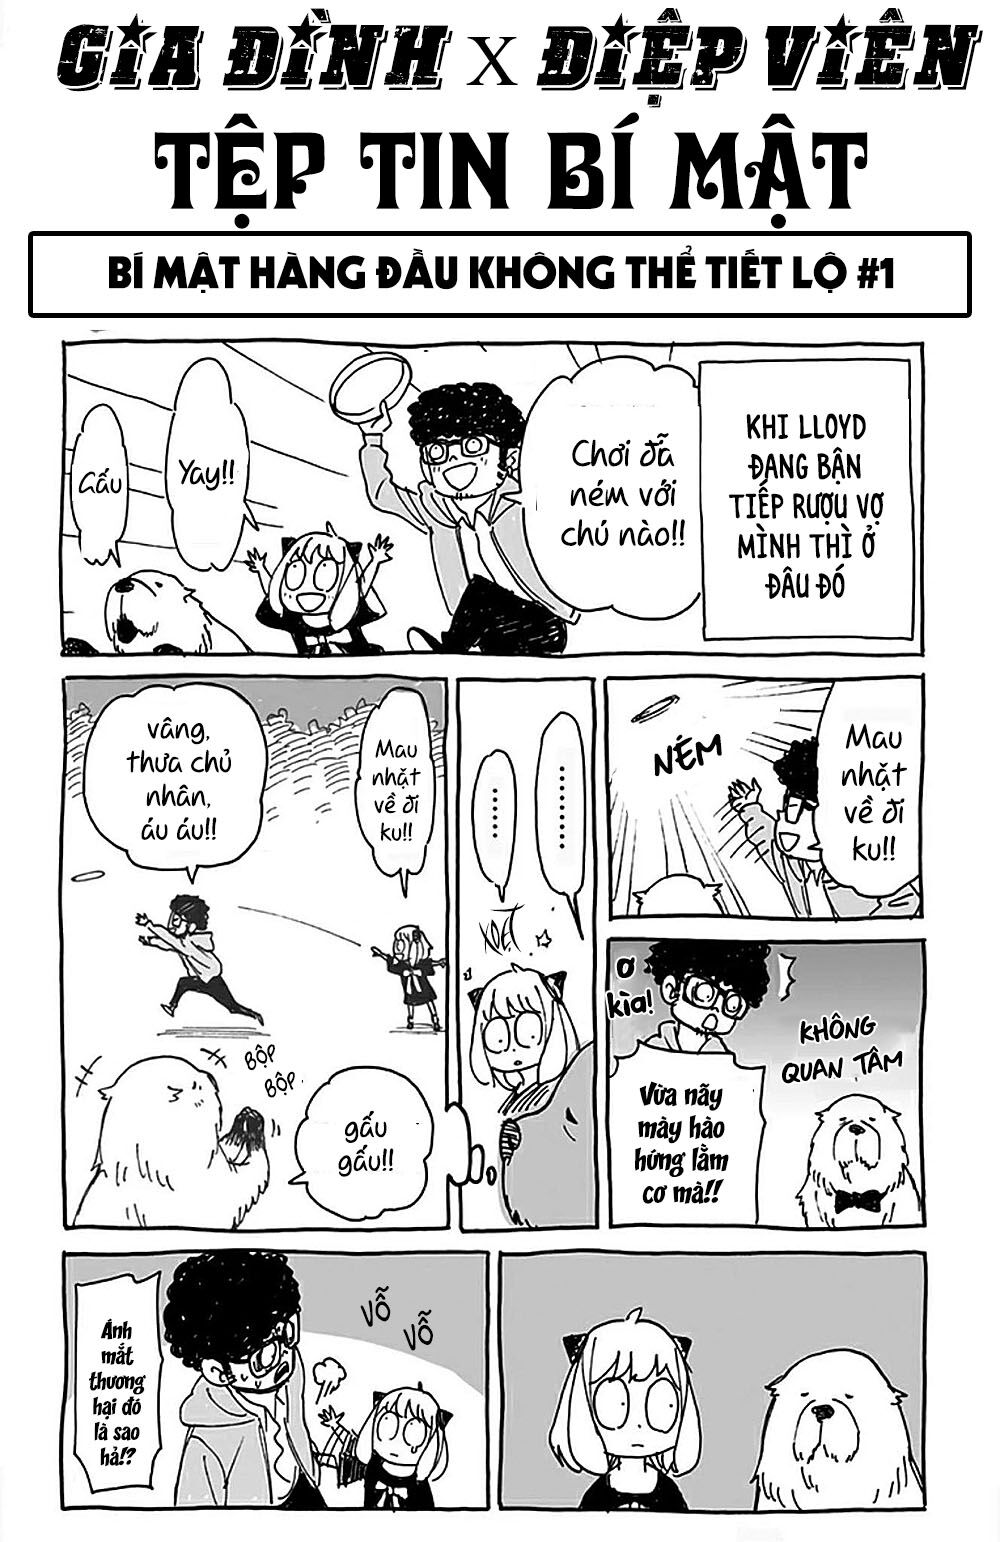 GIA ĐÌNH X ĐIỆP VIÊN
TỆP TIN BÍ MẬT
BÍ MẬT HÀNG ĐẦU KHÔNG THỂ TIẾT LỘ #1
KHI LLOYD
ĐANG BẬN
TIẾP RƯỢU VỢ
MÌNH THÌ Ở
ĐÂU ĐÓ
Chơi đĩa
ném với
chú nào!!
Yay!!
Gấu
Mau
nhặt
về đi
ku!!
NÉM
Ơ
kìa!
KHÔNG
QUAN TÂM
Vừa nãy
mày hào
hứng lắm
cơ mà!!
.........
.......
XOẸT
Mau
nhặt
về đi
ku!!
vâng,
thưa chủ
nhân,
áu áu!!
BỘP
BỘP
gấu
gấu!!
VỖ
VỖ
Ánh
mắt
thương
hại đó
là sao
hả!?